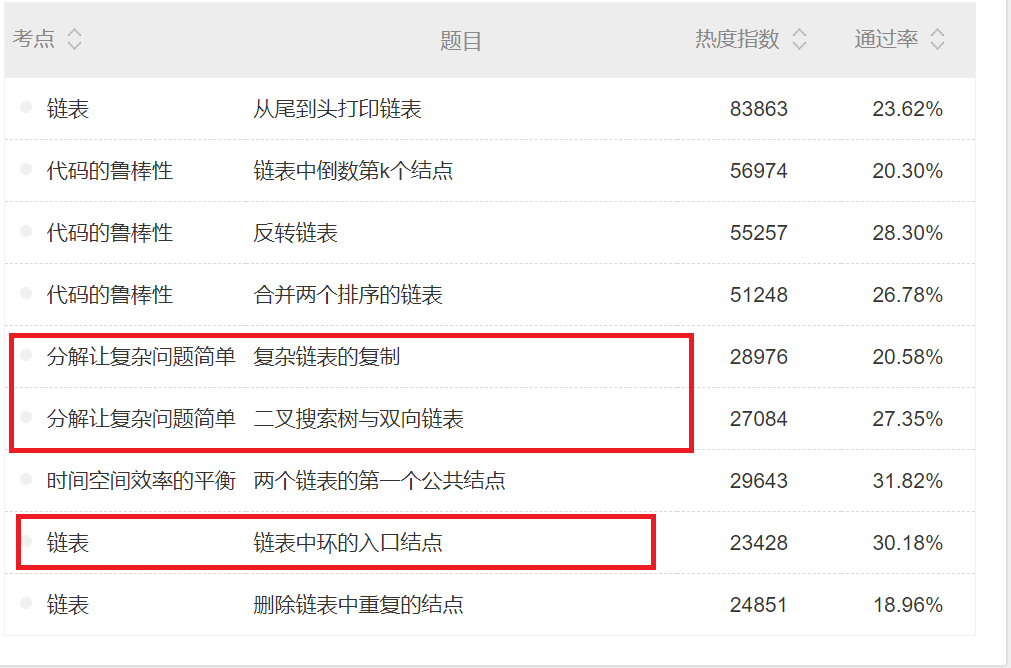 考点 题目 热度指数 通过率
链表 从尾到头打印链表 83863 23.62%
代码的鲁棒性 链表中倒数第k个结点 56974 20.30%
代码的鲁棒性 反转链表 55257 28.30%
代码的鲁棒性 合并两个排序的链表 51248 26.78%
分解让复杂问题简单 复杂链表的复制 28976 20.58%
分解让复杂问题简单 二叉搜索树与双向链表 27084 27.35%
时间空间效率的平衡 两个链表的第一个公共结点 29643 31.82%
链表 链表中环的入口结点 23428 30.18%
链表 删除链表中重复的结点 24851 18.96%